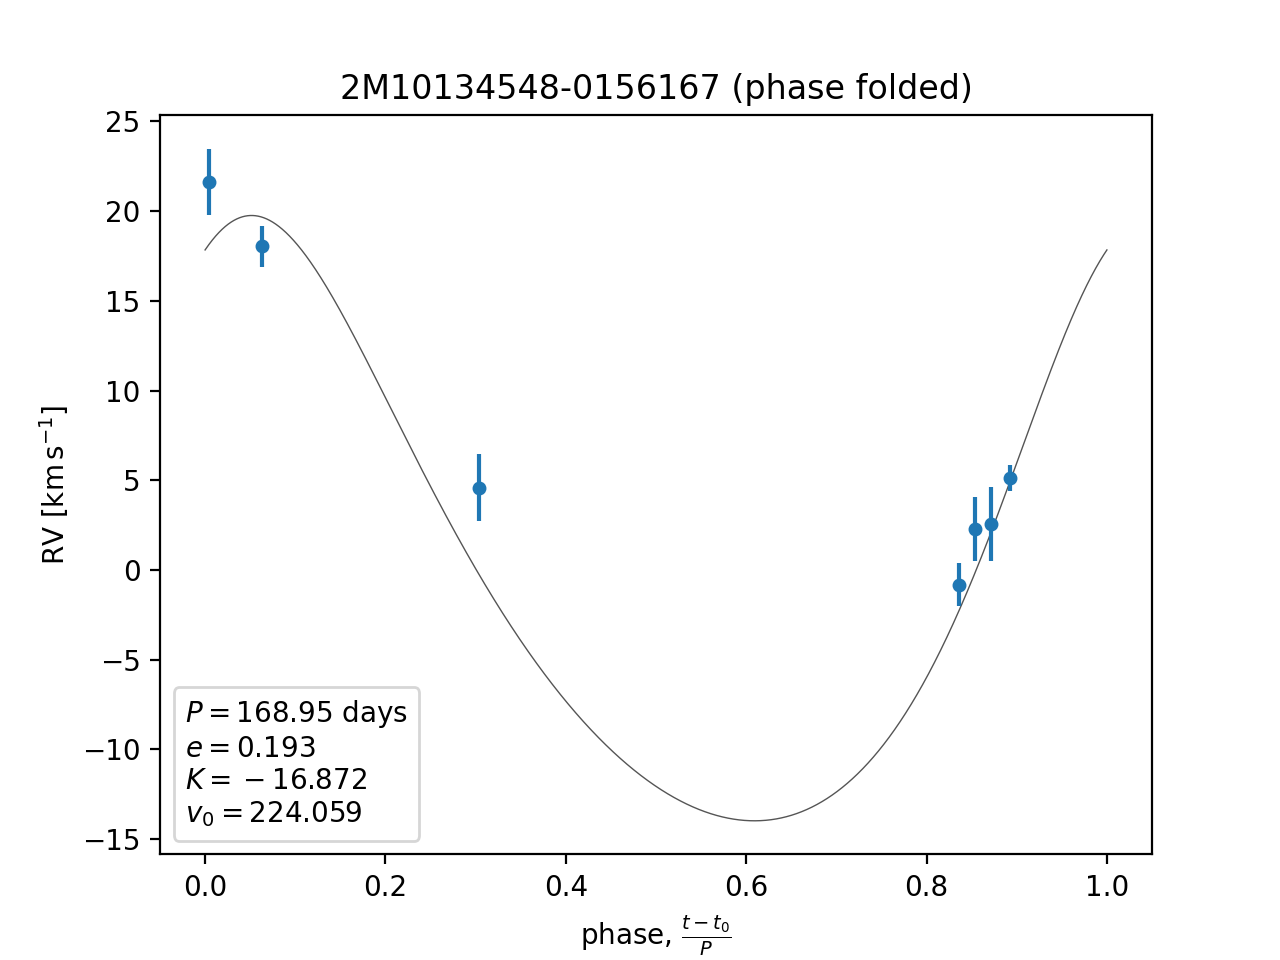 2M10134548-0156167 (phase folded)
25
20
15
10
5
0
−5
−10
−15
RV [km s⁻¹]
P = 168.95 days
e = 0.193
K = − 16.872
v₀ = 224.059
0.0 0.2 0.4 0.6 0.8 1.0
phase, (t − t₀)/P